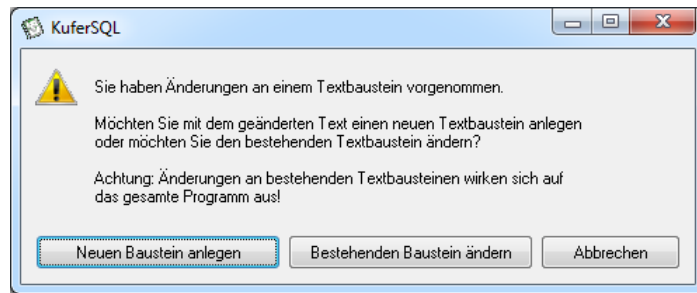 KuferSQL
Sie haben Änderungen an einem Textbaustein vorgenommen.
Möchten Sie mit dem geänderten Text einen neuen Textbaustein anlegen
oder möchten Sie den bestehenden Textbaustein ändern?
Achtung: Änderungen an bestehenden Textbausteinen wirken sich auf
das gesamte Programm aus!
Neuen Baustein anlegen
Bestehenden Baustein ändern
Abbrechen